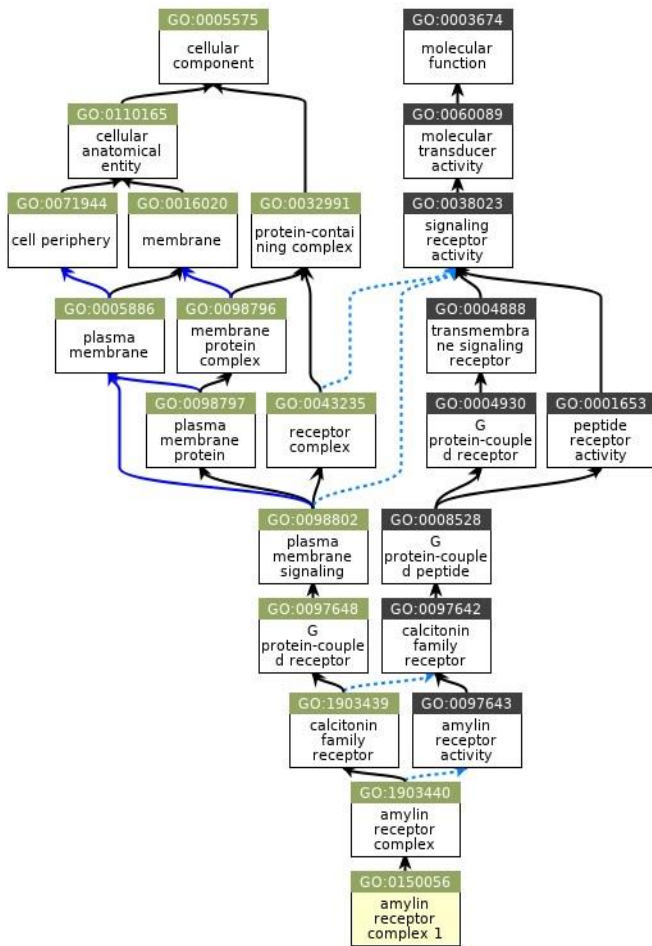 GO:0005575
cellular
component
GO:0003674
molecular
function
GO:0110165
cellular
anatomical
entity
GO:0060089
molecular
transducer
activity
GO:0071944
cell periphery
GO:0016020
membrane
GO:0032991
protein-contai
ning complex
GO:0038023
signaling
receptor
activity
GO:0005886
plasma
membrane
GO:0098796
membrane
protein
complex
GO:0004888
transmembra
ne signaling
receptor
GO:0098797
plasma
membrane
protein
GO:0043235
receptor
complex
GO:0004930
G
protein-couple
d receptor
GO:0001653
peptide
receptor
activity
GO:0098802
plasma
membrane
signaling
GO:0008528
G
protein-couple
d peptide
GO:0097648
G
protein-couple
d receptor
GO:0097642
calcitonin
family
receptor
GO:1903439
calcitonin
family
receptor
GO:0097643
amylin
receptor
activity
GO:1903440
amylin
receptor
complex
GO:0150056
amylin
receptor
complex 1